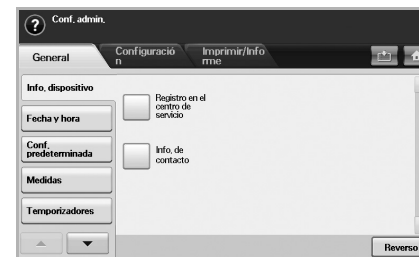 ? Conf. admin.
General
Configuració
n
Imprimir/Info
rme
Info. dispositivo
Registro en el
centro de
servicio
Fecha y hora
Conf.
predeterminada
Info. de
contacto
Medidas
Temporizadores
Reverso